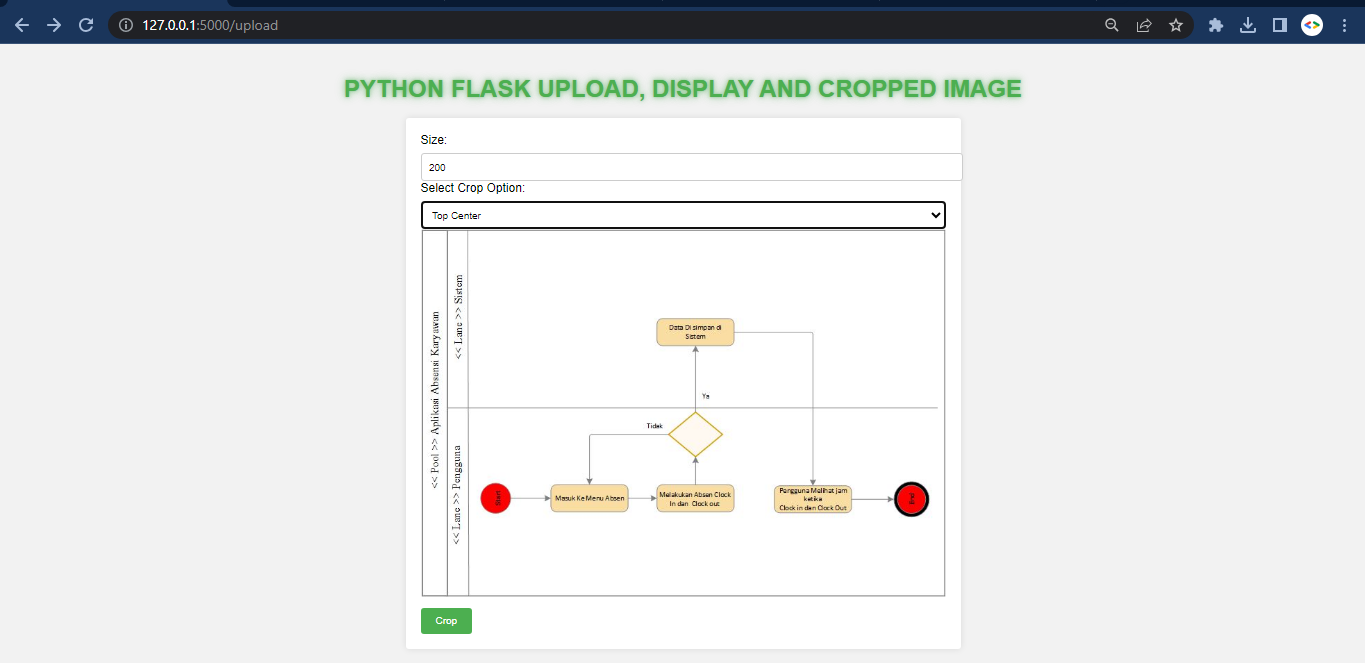 127.0.0.1:5000/upload
PYTHON FLASK UPLOAD, DISPLAY AND CROPPED IMAGE
Size:
200
Select Crop Option:
Top Center
<< Pool >> Aplikasi Absensi Karyawan
<< Lane >> Sistem
Data Di simpan di
Sistem
Ya
<< Lane >> Pengguna
Tidak
Start
Masuk Ke Menu Absen
Melakukan Absen Clock
In dan Clock out
Pengguna Melihat Jam
ketika
Clock in dan Clock Out
End
Crop